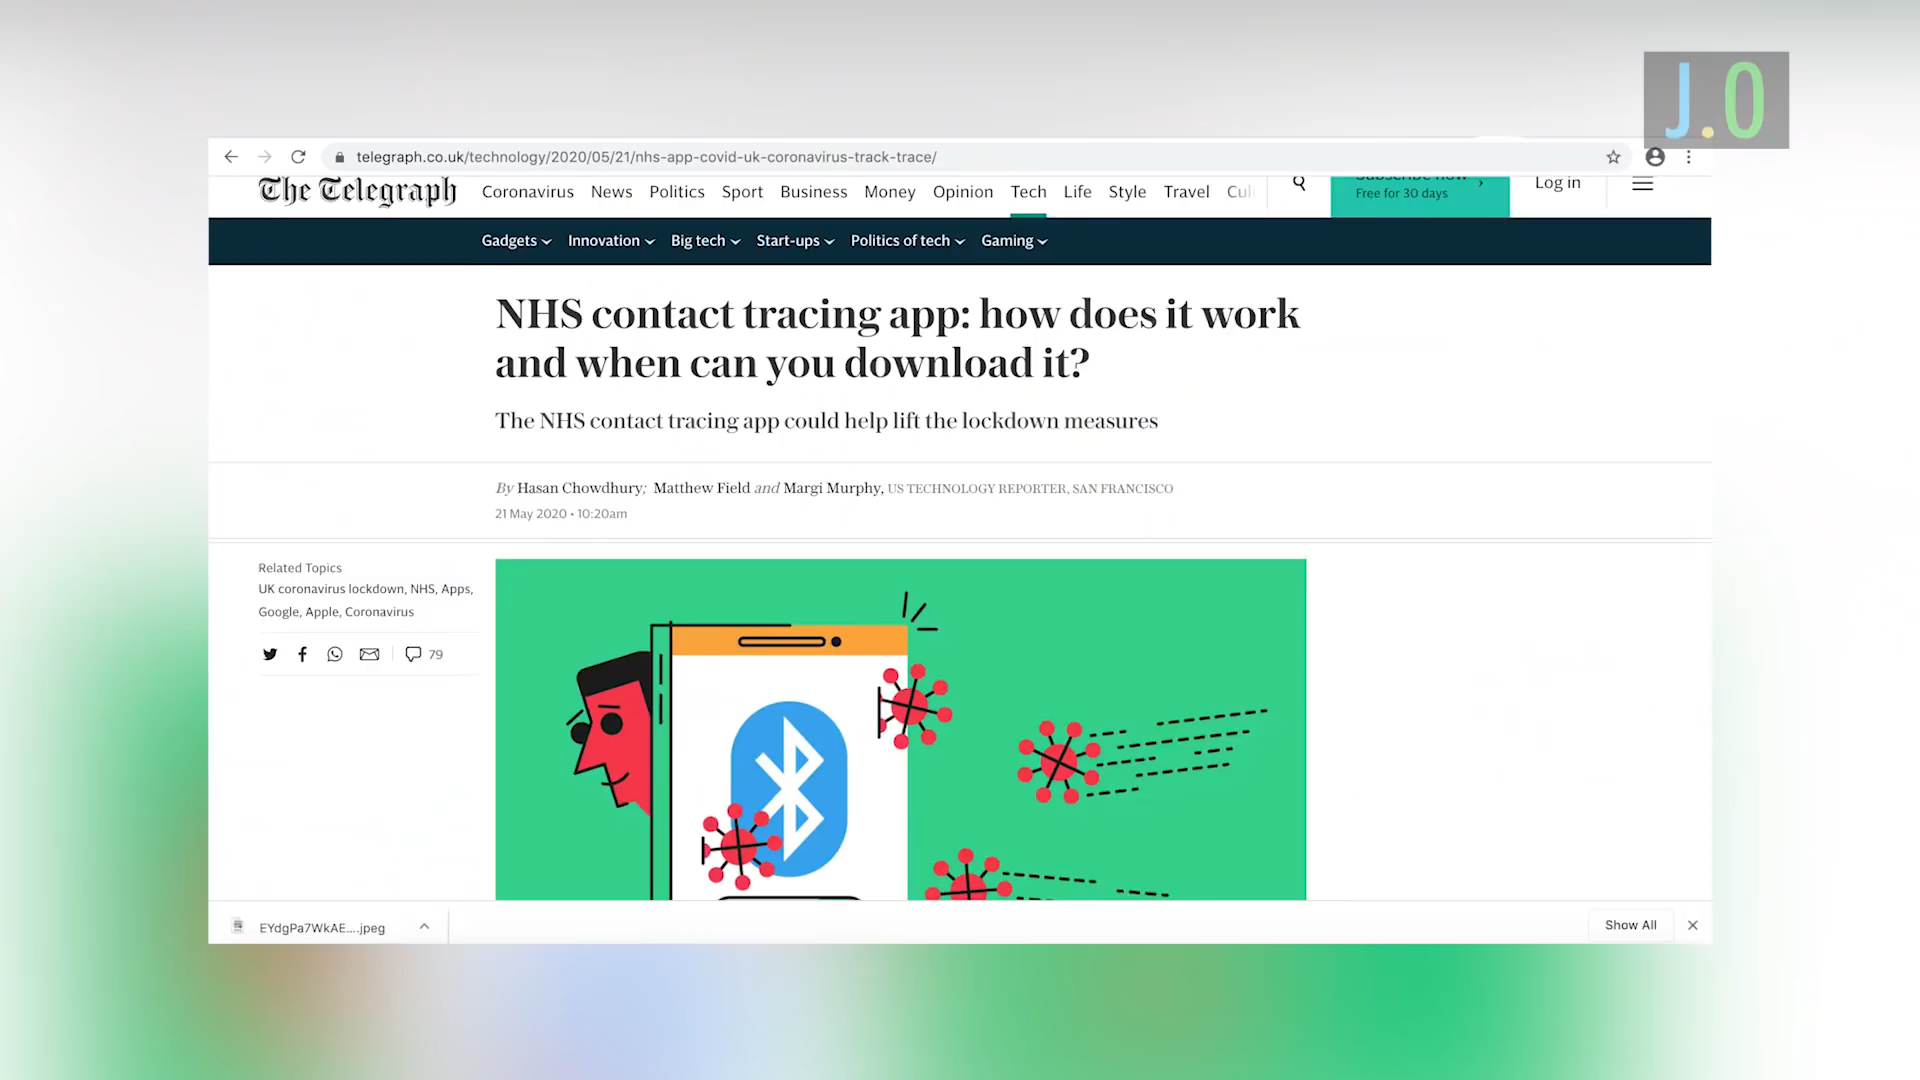 J.O
telegraph.co.uk/technology/2020/05/21/nhs-app-covid-uk-coronavirus-track-trace/
The Telegraph
Coronavirus News Politics Sport Business Money Opinion Tech Life Style Travel Cul
Subscribe now
Free for 30 days
Log in
Gadgets Innovation Big tech Start-ups Politics of tech Gaming
NHS contact tracing app: how does it work
and when can you download it?
The NHS contact tracing app could help lift the lockdown measures
By Hasan Chowdhury; Matthew Field and Margi Murphy, US TECHNOLOGY REPORTER, SAN FRANCISCO
21 May 2020 • 10:20am
Related Topics
UK coronavirus lockdown, NHS, Apps,
Google, Apple, Coronavirus
79
EYdgPa7WkAE....jpeg
Show All